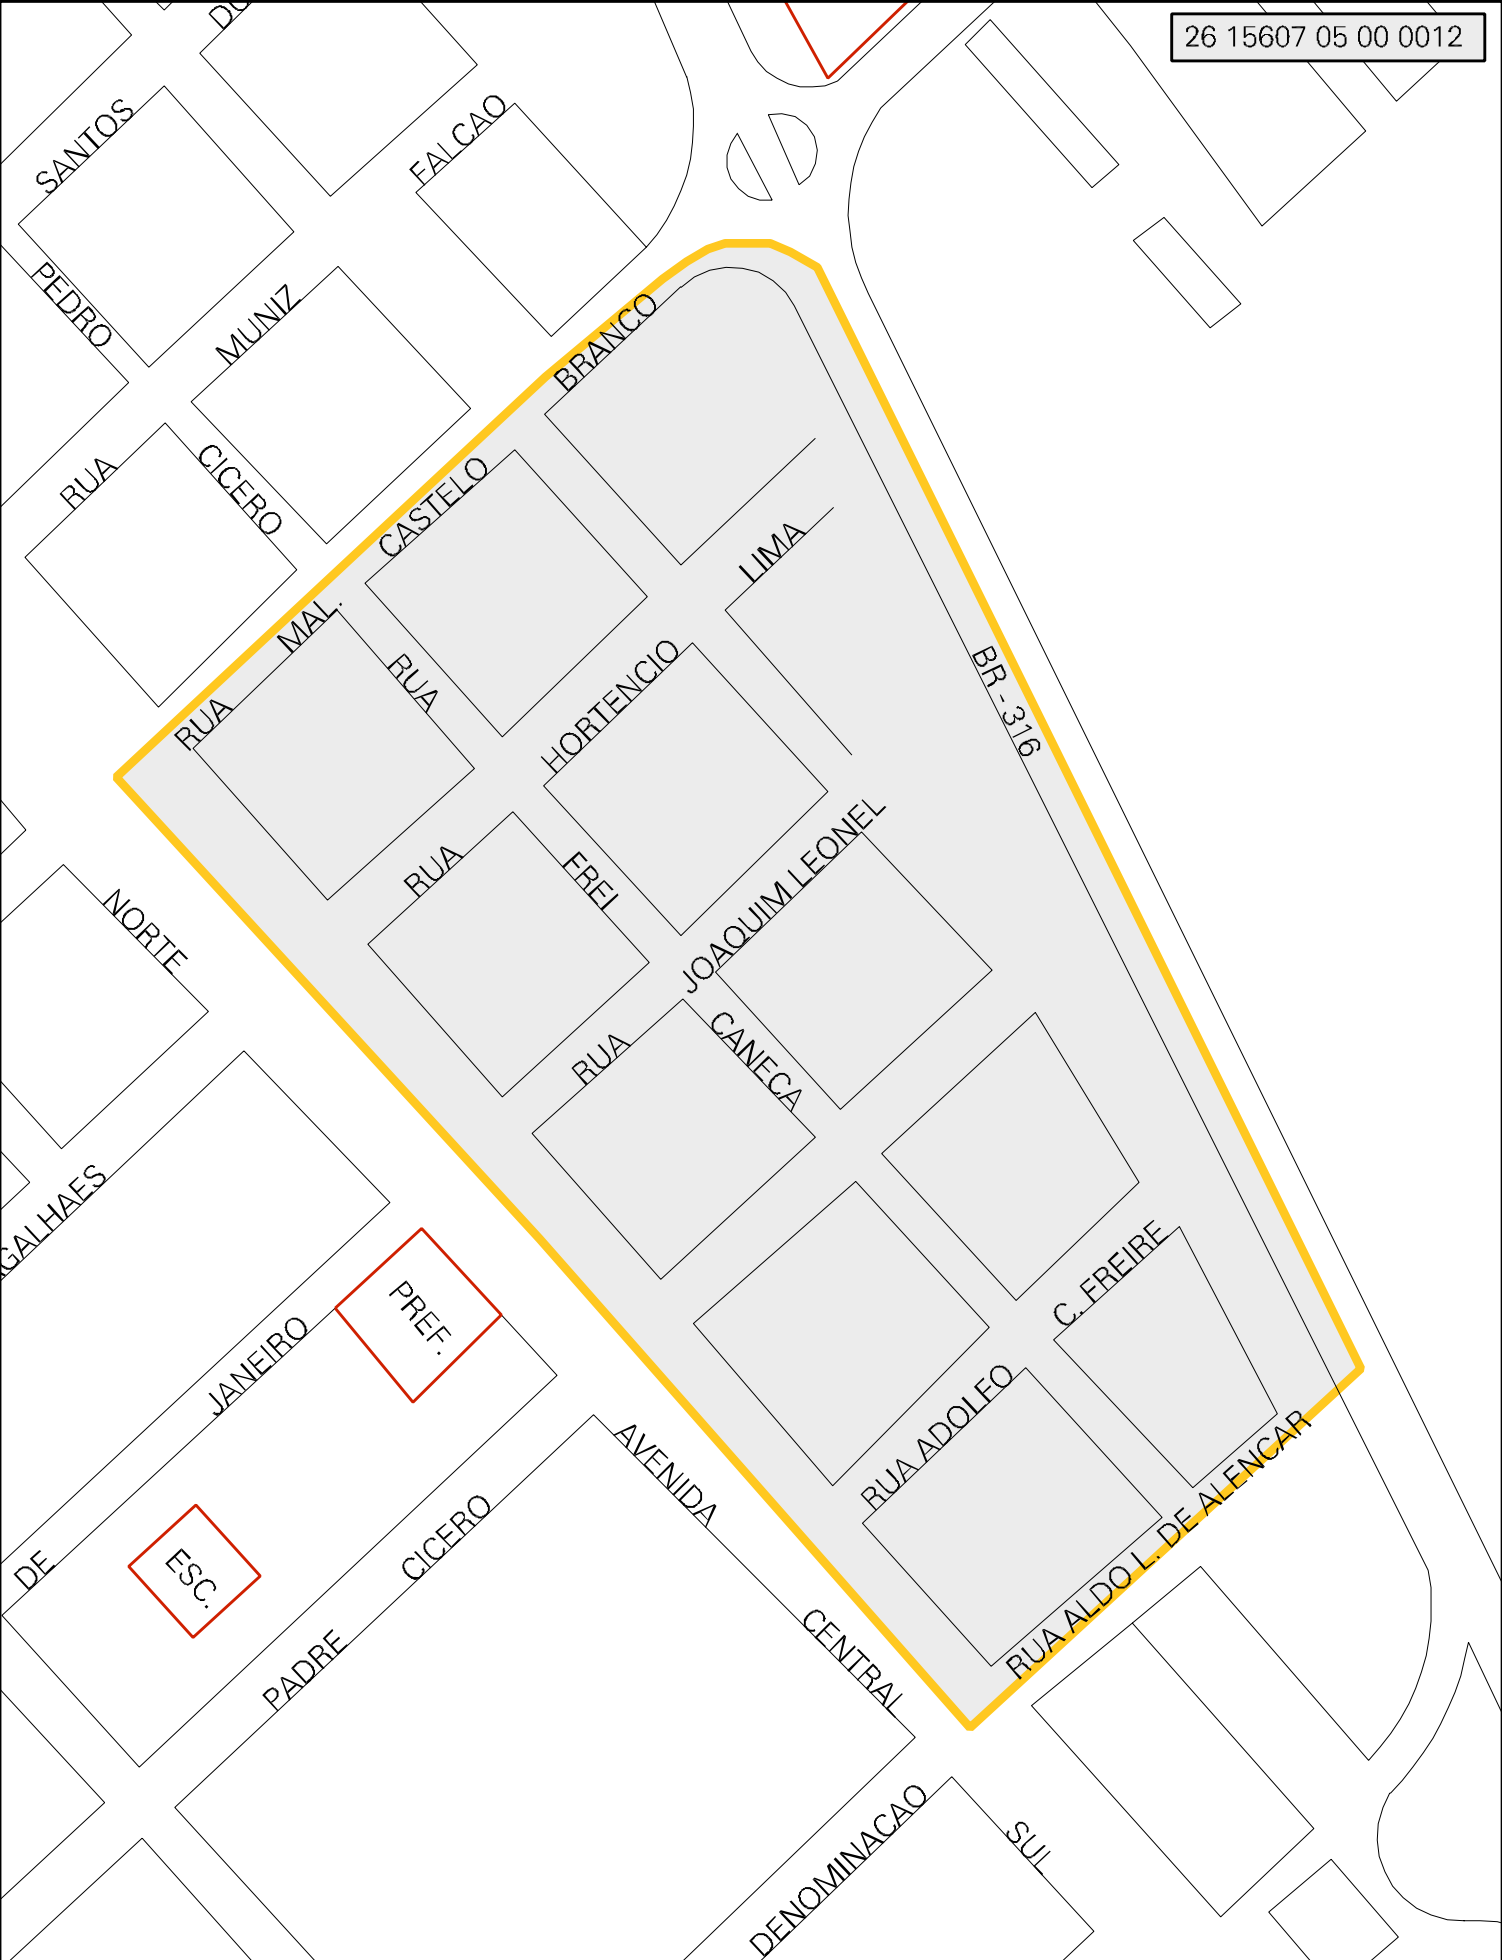 26 15607 05 00 0012
SANTOS
FALCAO
PEDRO
MUNIZ
BRANCO
RUA
CICERO
CASTELO
LIMA
MAL.
RUA
RUA
HORTENCIO
BR - 316
RUA
FREI
JOAQUIM LEONEL
NORTE
RUA
CANECA
GALHAES
C. FREIRE
PREF.
JANEIRO
RUA ADOLFO
AVENIDA
RUA ALDO L. DE ALENCAR
DE
ESC.
CICERO
PADRE
CENTRAL
DENOMINACAO
SUL